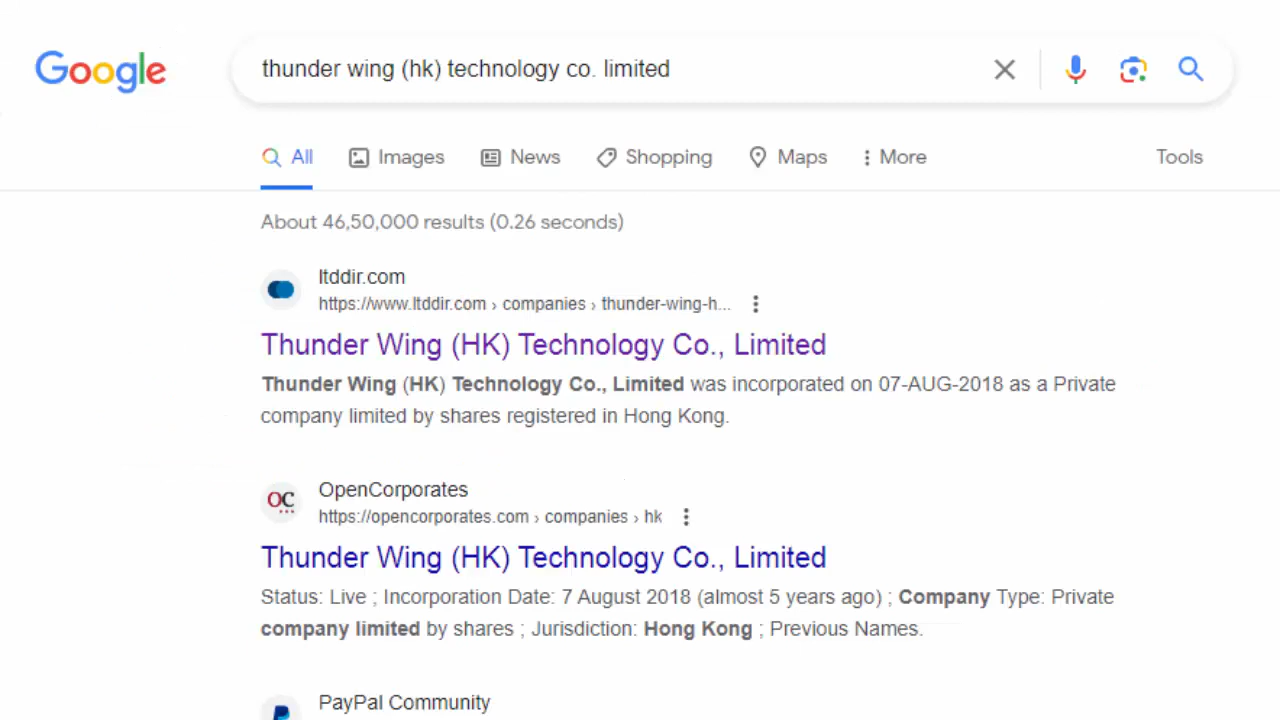 Google
thunder wing (hk) technology co. limited
All Images News Shopping Maps More Tools
About 46,50,000 results (0.26 seconds)
ltddir.com
https://www.ltddir.com › companies › thunder-wing-h...
Thunder Wing (HK) Technology Co., Limited
Thunder Wing (HK) Technology Co., Limited was incorporated on 07-AUG-2018 as a Private
company limited by shares registered in Hong Kong.
OC
OpenCorporates
https://opencorporates.com › companies › hk
Thunder Wing (HK) Technology Co., Limited
Status: Live ; Incorporation Date: 7 August 2018 (almost 5 years ago) ; Company Type: Private
company limited by shares ; Jurisdiction: Hong Kong ; Previous Names.
PayPal Community